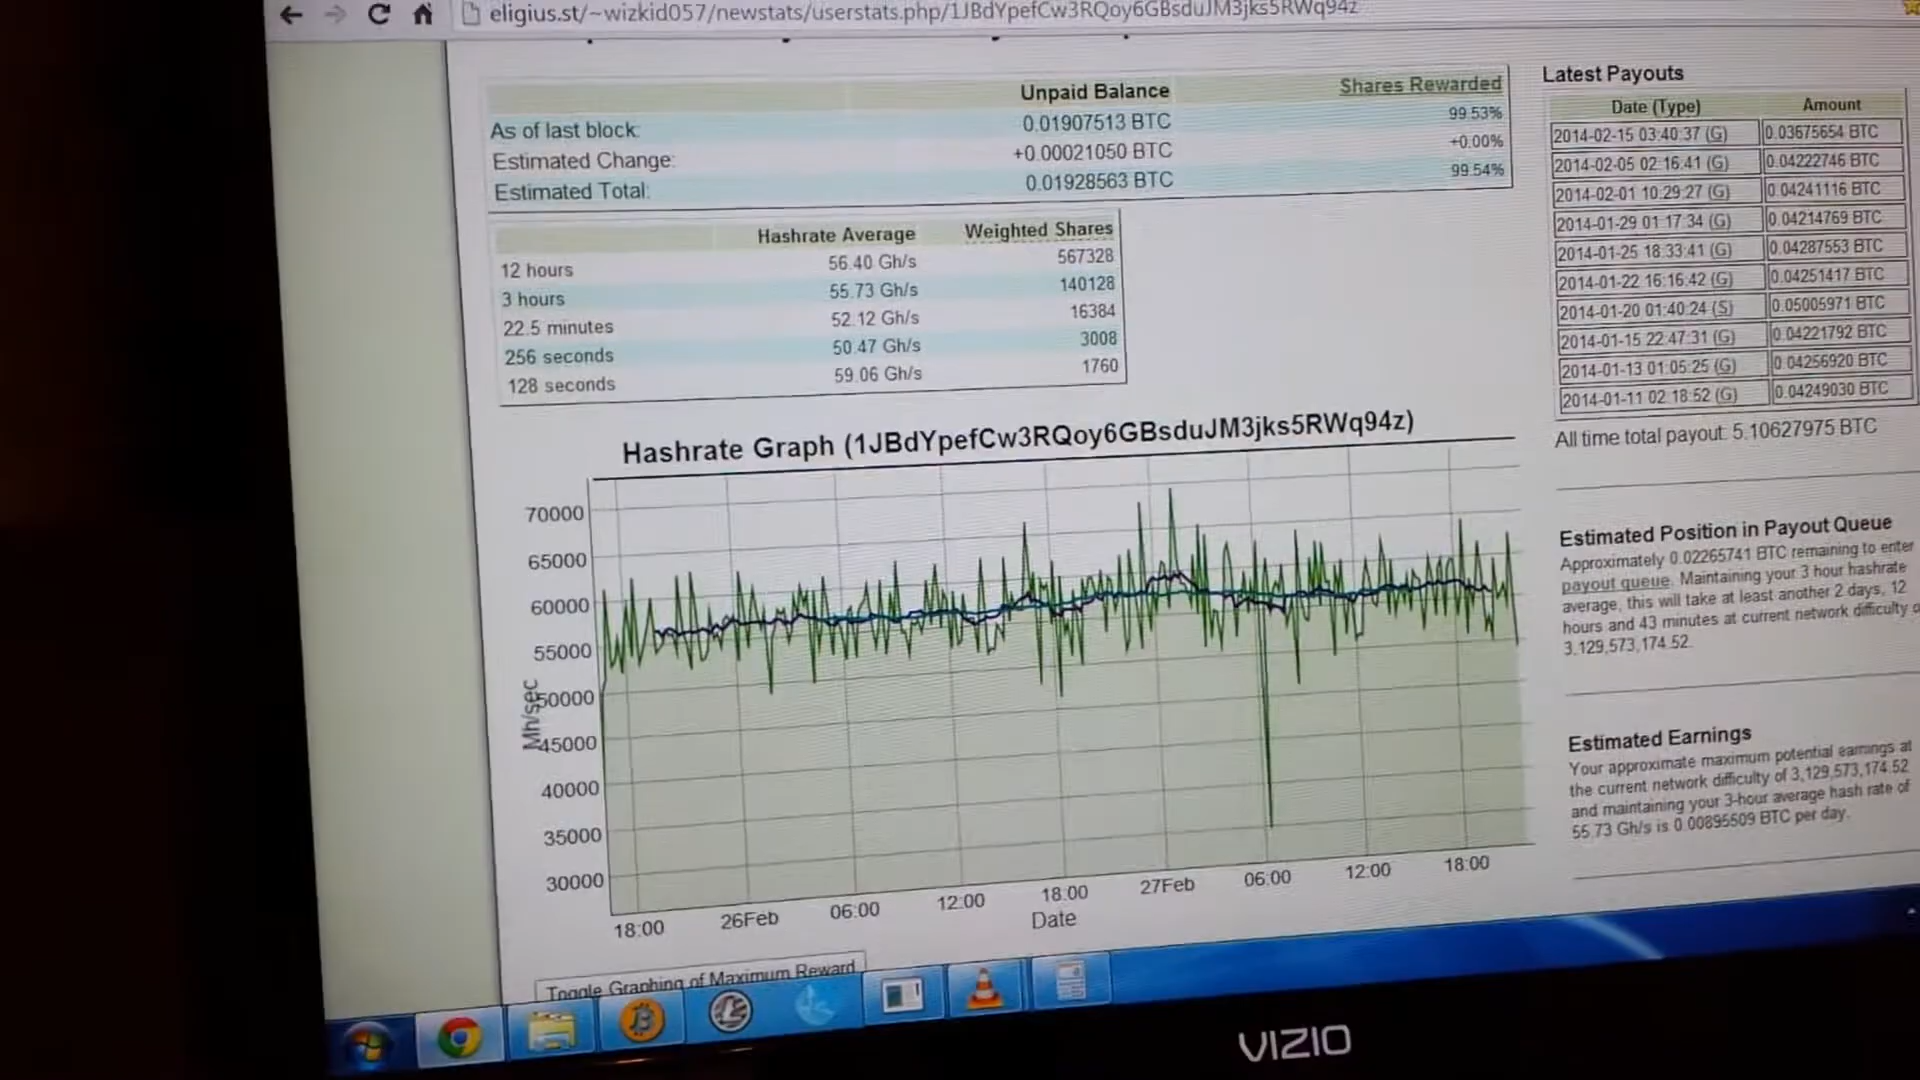 eligius.st/~wizkid057/newstats/userstats.php/1JBdYpefCw3RQoy6GBsduJM3jks5RWq94z
Unpaid Balance Shares Rewarded
As of last block: 0.01907513 BTC 99.53%
Estimated Change: +0.00021050 BTC +0.00%
Estimated Total: 0.01928563 BTC 99.54%
Hashrate Average Weighted Shares
12 hours 56.40 Gh/s 567328
3 hours 55.73 Gh/s 140128
22.5 minutes 52.12 Gh/s 16384
256 seconds 50.47 Gh/s 3008
128 seconds 59.06 Gh/s 1760
Latest Payouts
Date (Type) Amount
2014-02-15 03:40:37 (G) 0.03675654 BTC
2014-02-05 02:16:41 (G) 0.04222746 BTC
2014-02-01 10:29:27 (G) 0.04241116 BTC
2014-01-29 01:17:34 (G) 0.04214769 BTC
2014-01-25 18:33:41 (G) 0.04287553 BTC
2014-01-22 16:16:42 (G) 0.04251417 BTC
2014-01-20 01:40:24 (S) 0.05005971 BTC
2014-01-15 22:47:31 (G) 0.04221792 BTC
2014-01-13 01:05:25 (G) 0.04256920 BTC
2014-01-11 02:18:52 (G) 0.04249030 BTC
All time total payout: 5.10627975 BTC
Hashrate Graph (1JBdYpefCw3RQoy6GBsduJM3jks5RWq94z)
70000
65000
60000
55000
50000
45000
40000
35000
30000
Mh/sec
18:00 26Feb 06:00 12:00 18:00 27Feb 06:00 12:00 18:00
Date
Estimated Position in Payout Queue
Approximately 0.02265741 BTC remaining to enter
payout queue. Maintaining your 3 hour hashrate
average, this will take at least another 2 days, 12
hours and 43 minutes at current network difficulty
3,129,573,174.52.
Estimated Earnings
Your approximate maximum potential earnings at
the current network difficulty of 3,129,573,174.52
and maintaining your 3-hour average hash rate of
55.73 Gh/s is 0.00895509 BTC per day.
Toggle Graphing of Maximum Reward
VIZIO